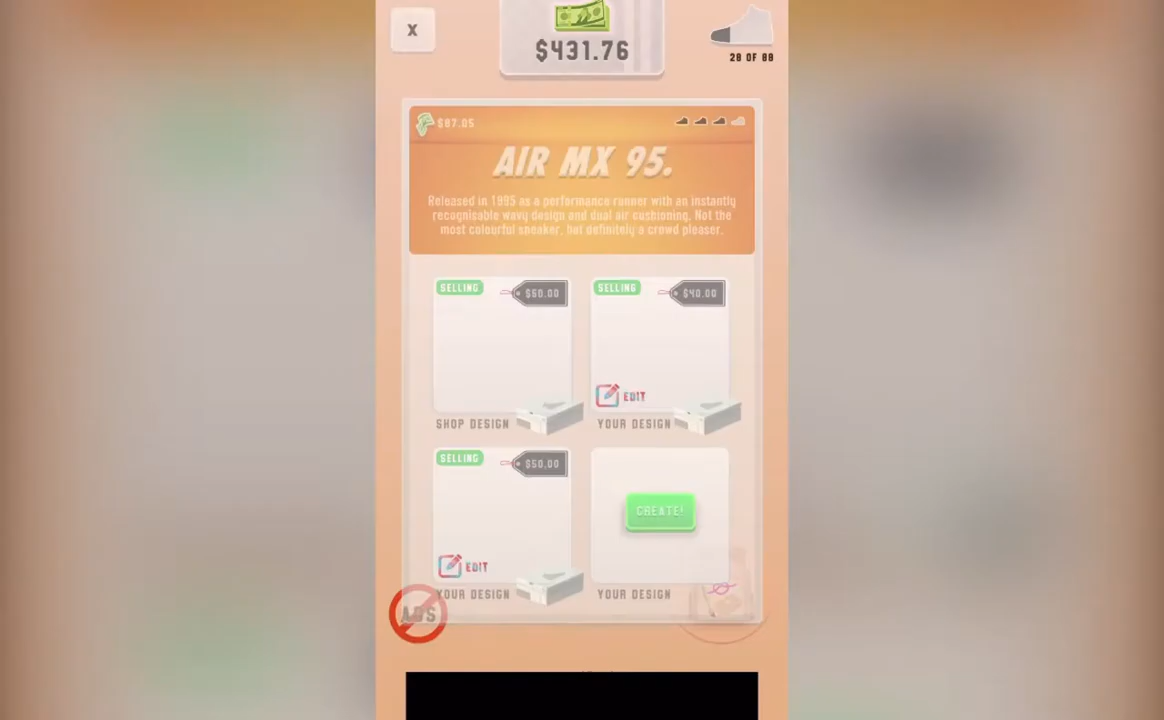 X
$431.76
28 OF 88
$87.05
AIR MX 95.
Released in 1995 as a performance runner with an instantly
recognisable wavy design and dual air cushioning. Not the
most colourful sneaker, but definitely a crowd pleaser.
SELLING
$50.00
SELLING
$40.00
EDIT
SHOP DESIGN
YOUR DESIGN
SELLING
$50.00
CREATE!
EDIT
YOUR DESIGN
YOUR DESIGN
ADS